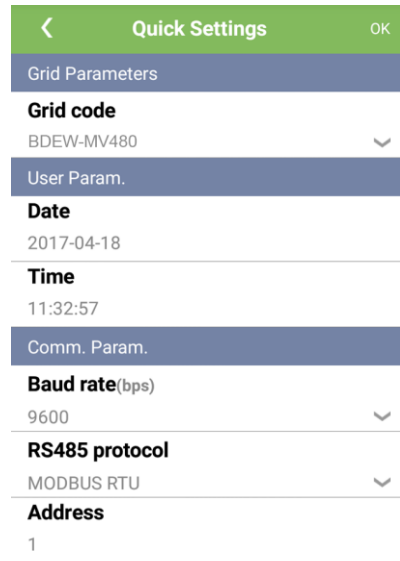 Quick Settings OK
Grid Parameters
Grid code
BDEW-MV480
User Param.
Date
2017-04-18
Time
11:32:57
Comm. Param.
Baud rate(bps)
9600
RS485 protocol
MODBUS RTU
Address
1